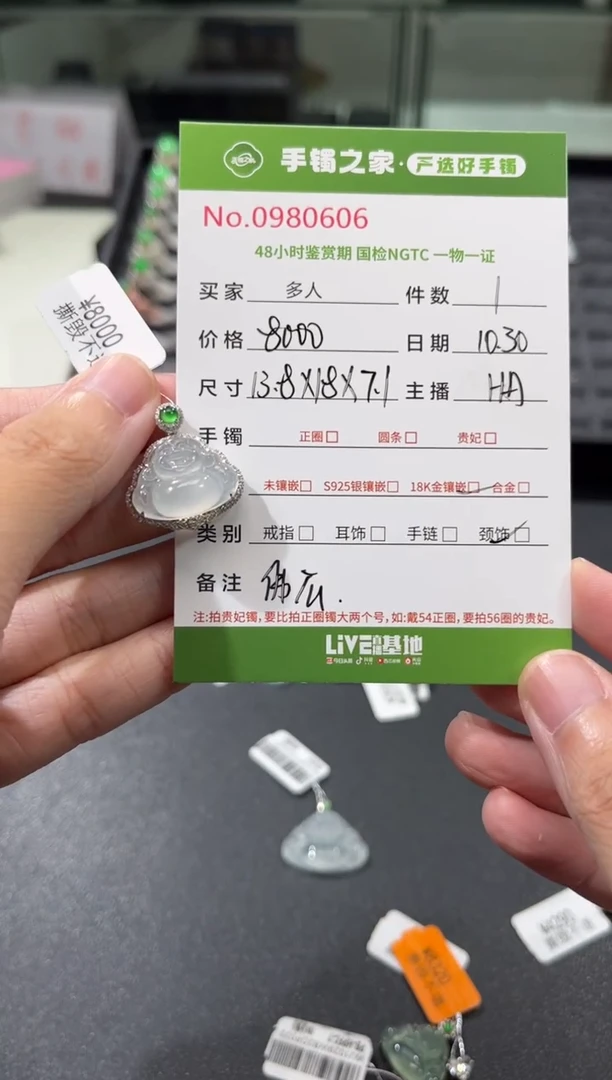 手镯之家·严选好手镯
No.0980606
48小时鉴赏期 国检NGTC 一物一证
买家 多人 件数 1
价格 8000 日期 10.30
尺寸 13.8X18X7.1 主播 HA
手镯 正圈□ 圆条□ 贵妃□
未镶嵌□ S925银镶嵌□ 18K金镶嵌□ 合金□
类别 戒指□ 耳饰□ 手链□ 颈饰□
备注 佛
注:拍贵妃镯,要比拍正圈镯大两个号,如:戴54正圈,要拍56圈的贵妃。
LiVE直播基地
¥8000
撕毁不